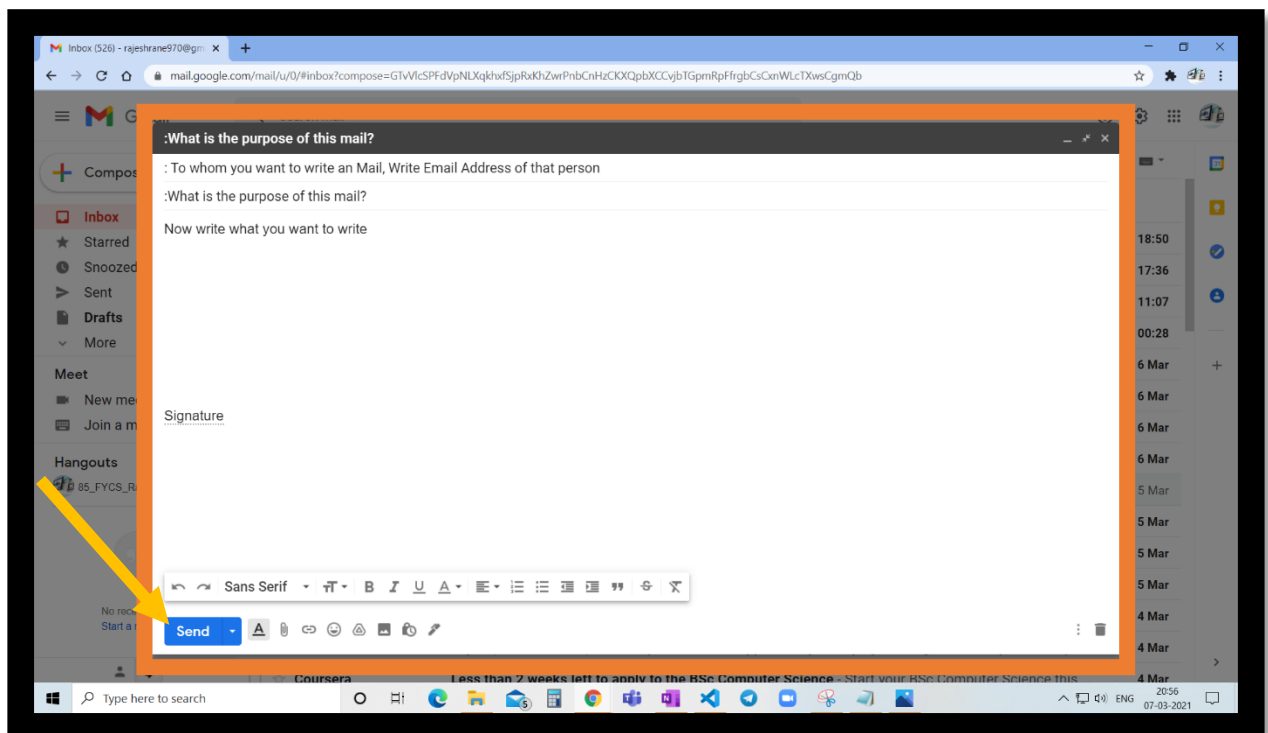 Inbox (526) - rajeshrane970@gm
mail.google.com/mail/u/0/#inbox?compose=GTvVlcSPFdVpNLXqkhxfSjpRxKhZwrPnbCnHzCKXQpbXCCvjbTGpmRpFfrgbCsCxnWLcTXwsCgmQb
:What is the purpose of this mail?
: To whom you want to write an Mail, Write Email Address of that person
:What is the purpose of this mail?
Now write what you want to write
Signature
Sans Serif
Send
Compos
Inbox
Starred
Snoozed
Sent
Drafts
More
Meet
New me
Join a m
Hangouts
85_FYCS_R
No rece
Start a
18:50
17:36
11:07
00:28
6 Mar
6 Mar
6 Mar
6 Mar
5 Mar
5 Mar
5 Mar
5 Mar
4 Mar
4 Mar
Coursera Less than 2 weeks left to apply to the BSc Computer Science - Start your BSc Computer Science this 4 Mar
Type here to search
5
ENG
20:56
07-03-2021